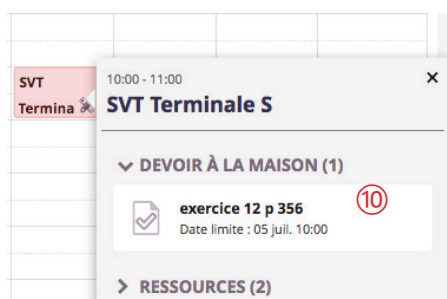 SVT
Termina
10:00 - 11:00
×
SVT Terminale S
DEVOIR À LA MAISON (1)
exercice 12 p 356
Date limite : 05 juil. 10:00
⑩
RESSOURCES (2)